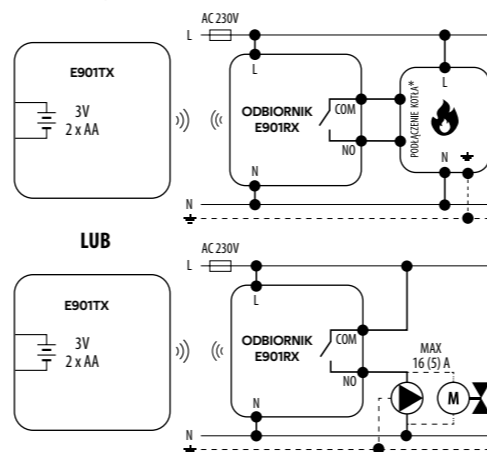 AC 230V
L
E901TX
3V
2 x AA
L
ODBIORNIK
E901RX
COM
NO
N
PODŁĄCZENIE KOTŁA*
L
N
N
LUB
AC 230V
L
E901TX
3V
2 x AA
L
ODBIORNIK
E901RX
COM
NO
N
MAX
16 (5) A
M
N